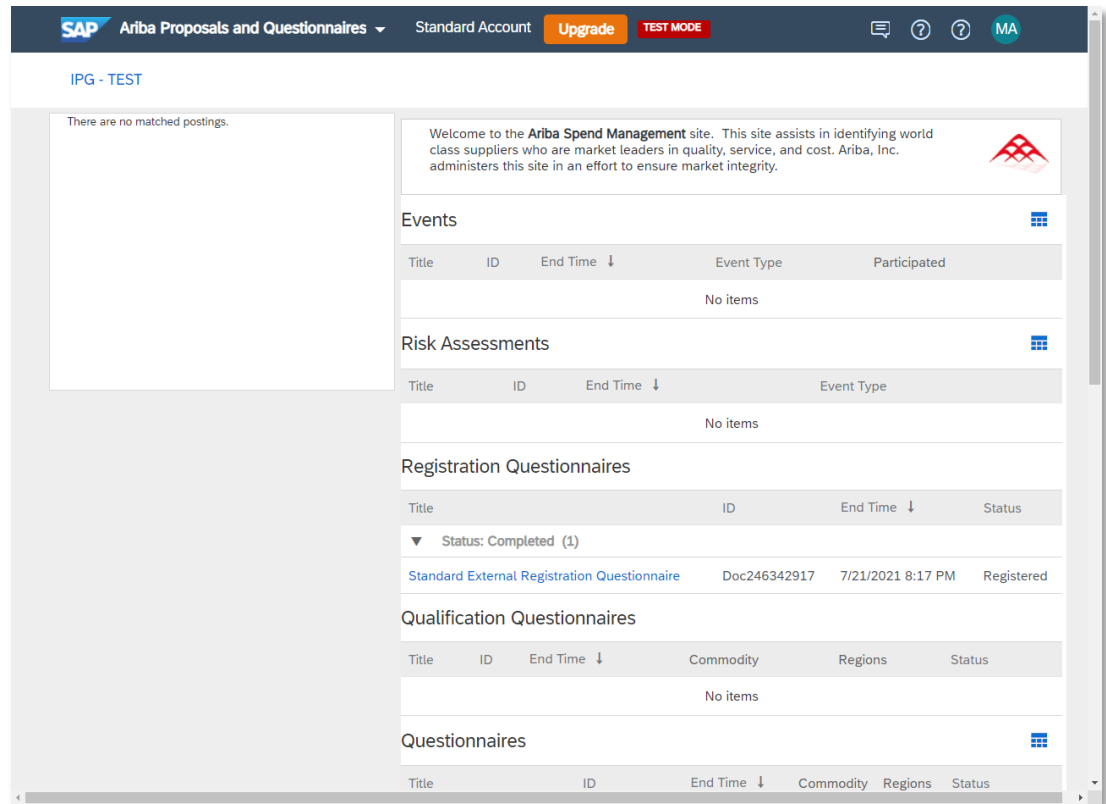 SAP Ariba Proposals and Questionnaires Standard Account Upgrade TEST MODE MA
IPG - TEST
There are no matched postings.
Welcome to the Ariba Spend Management site. This site assists in identifying world
class suppliers who are market leaders in quality, service, and cost. Ariba, Inc.
administers this site in an effort to ensure market integrity.
Events
Title ID End Time ↓ Event Type Participated
No items
Risk Assessments
Title ID End Time ↓ Event Type
No items
Registration Questionnaires
Title ID End Time ↓ Status
▼ Status: Completed (1)
Standard External Registration Questionnaire Doc246342917 7/21/2021 8:17 PM Registered
Qualification Questionnaires
Title ID End Time ↓ Commodity Regions Status
No items
Questionnaires
Title ID End Time ↓ Commodity Regions Status